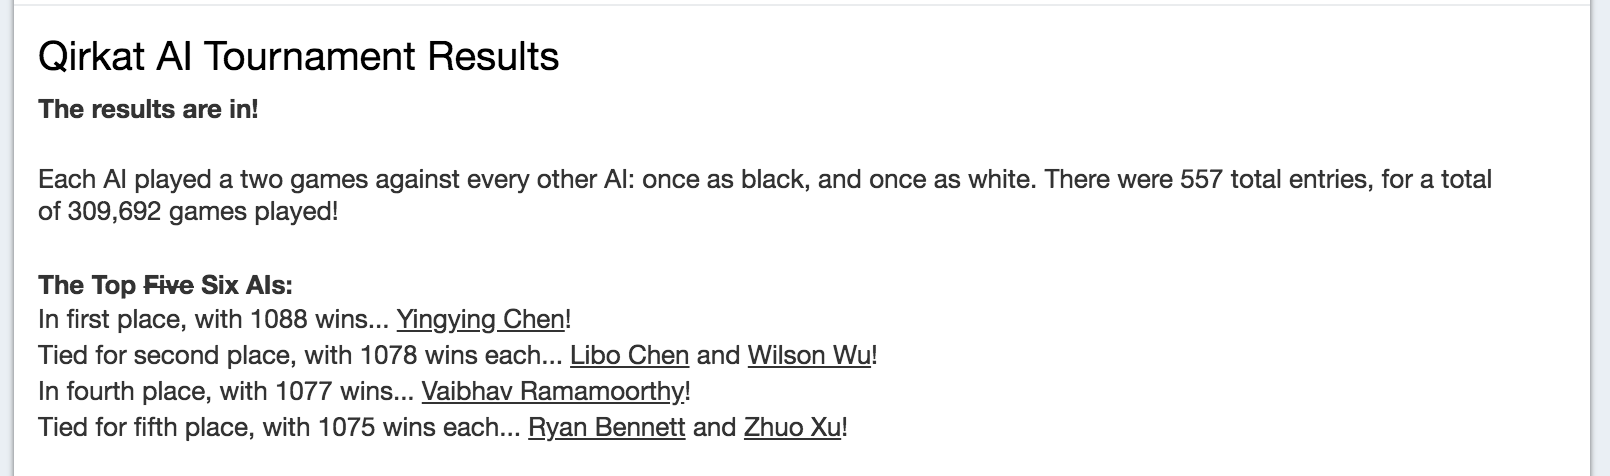 Qirkat AI Tournament Results
The results are in!
Each AI played a two games against every other AI: once as black, and once as white. There were 557 total entries, for a total
of 309,692 games played!
The Top Five Six AIs:
In first place, with 1088 wins... Yingying Chen!
Tied for second place, with 1078 wins each... Libo Chen and Wilson Wu!
In fourth place, with 1077 wins... Vaibhav Ramamoorthy!
Tied for fifth place, with 1075 wins each... Ryan Bennett and Zhuo Xu!